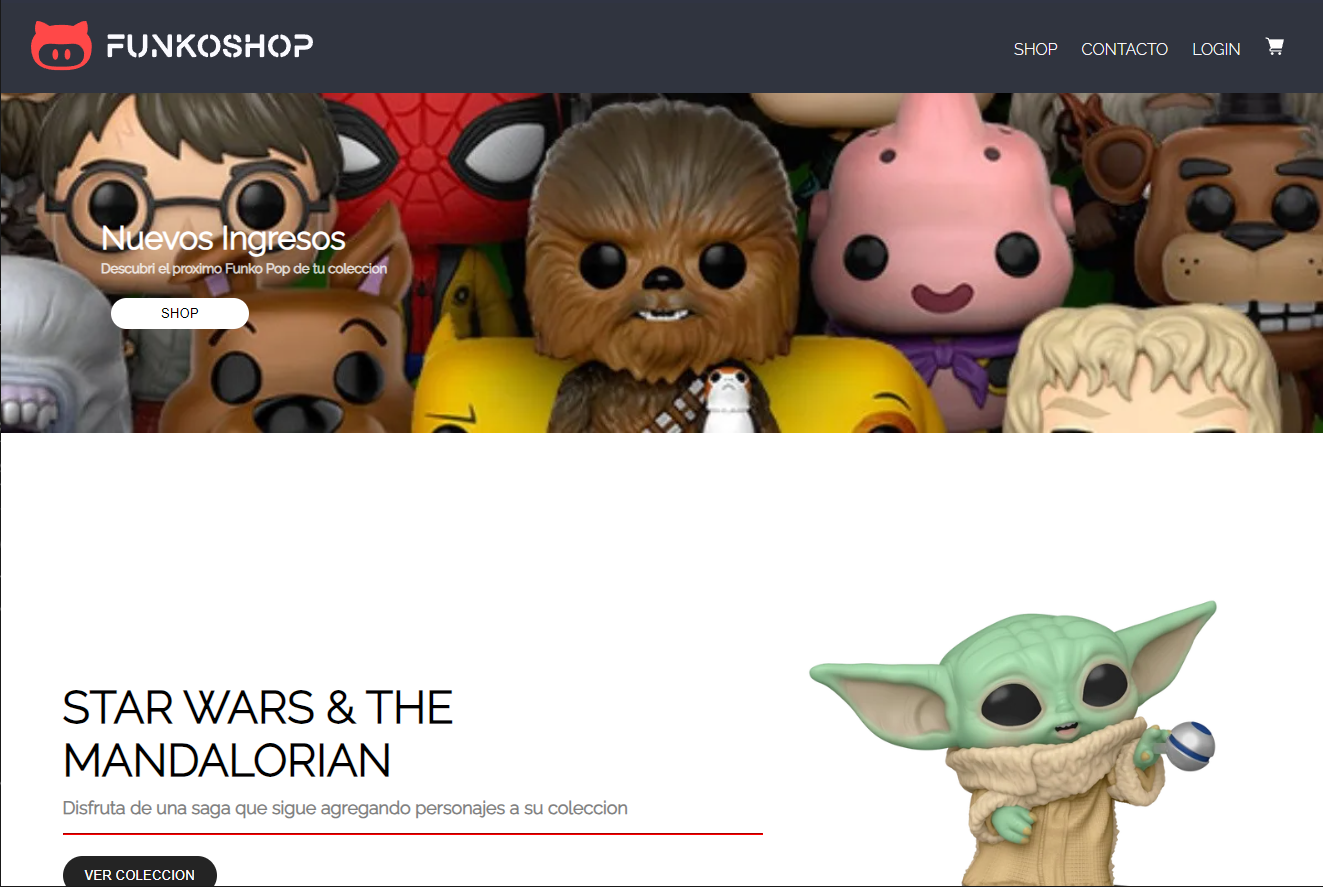 FUNKOSHOP
SHOP CONTACTO LOGIN
Nuevos Ingresos
Descubri el proximo Funko Pop de tu coleccion
SHOP
STAR WARS & THE
MANDALORIAN
Disfruta de una saga que sigue agregando personajes a su coleccion
VER COLECCION